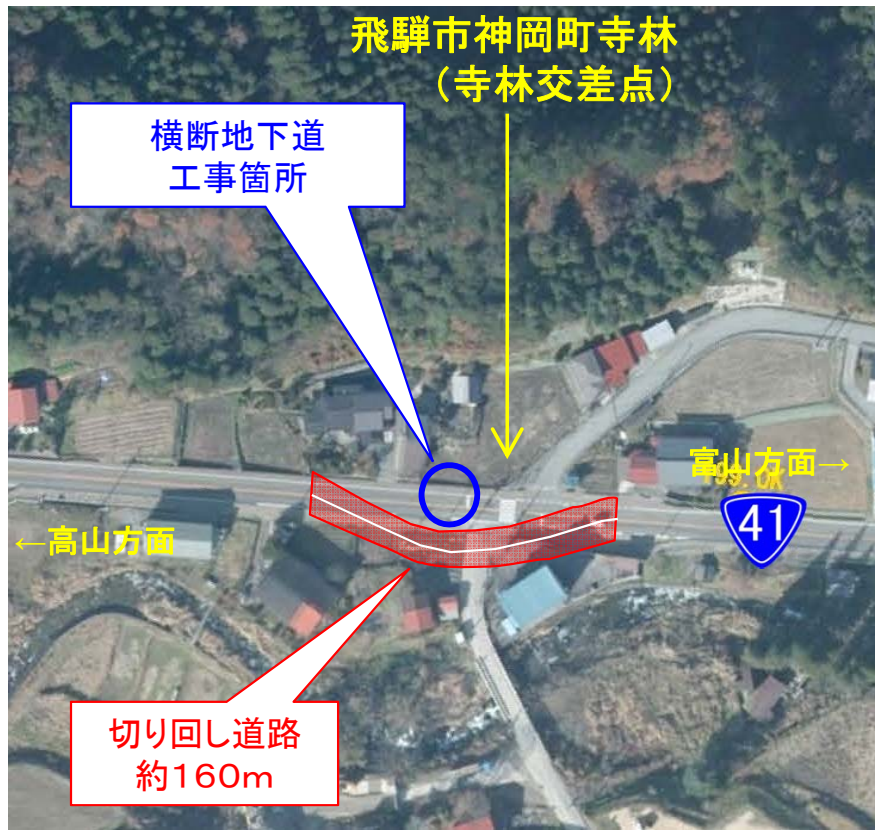 飛騨市神岡町寺林
（寺林交差点）
横断地下道
工事箇所
富山方面→
199.0K
41
←高山方面
切り回し道路
約160m